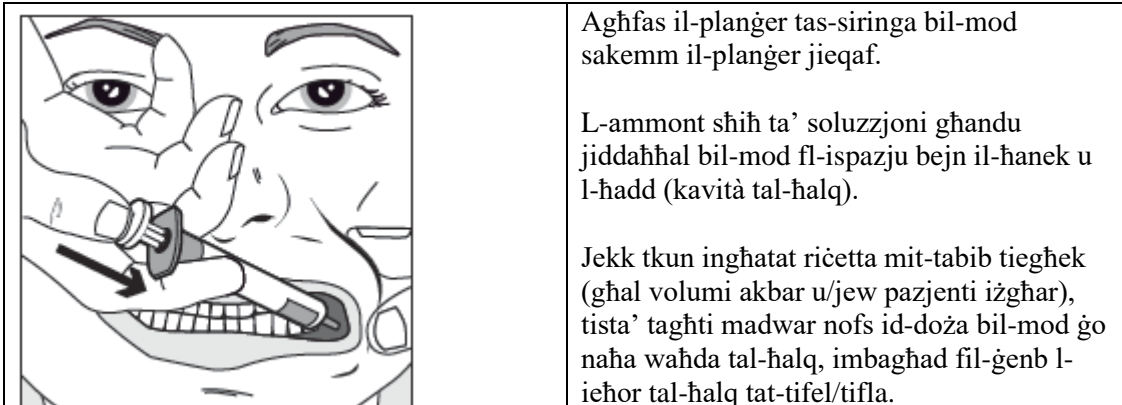 Agħfas il-planġer tas-siringa bil-mod
sakemm il-planġer jieqaf.
L-ammont sħiħ ta’ soluzzjoni għandu
jiddaħħal bil-mod fl-ispazju bejn il-ħanek u
l-ħadd (kavità tal-ħalq).
Jekk tkun ingħatat riċetta mit-tabib tiegħek
(għal volumi akbar u/jew pazjenti iżgħar),
tista’ tagħti madwar nofs id-doża bil-mod ġo
naħa waħda tal-ħalq, imbagħad fil-ġenb l-
ieħor tal-ħalq tat-tifel/tifla.